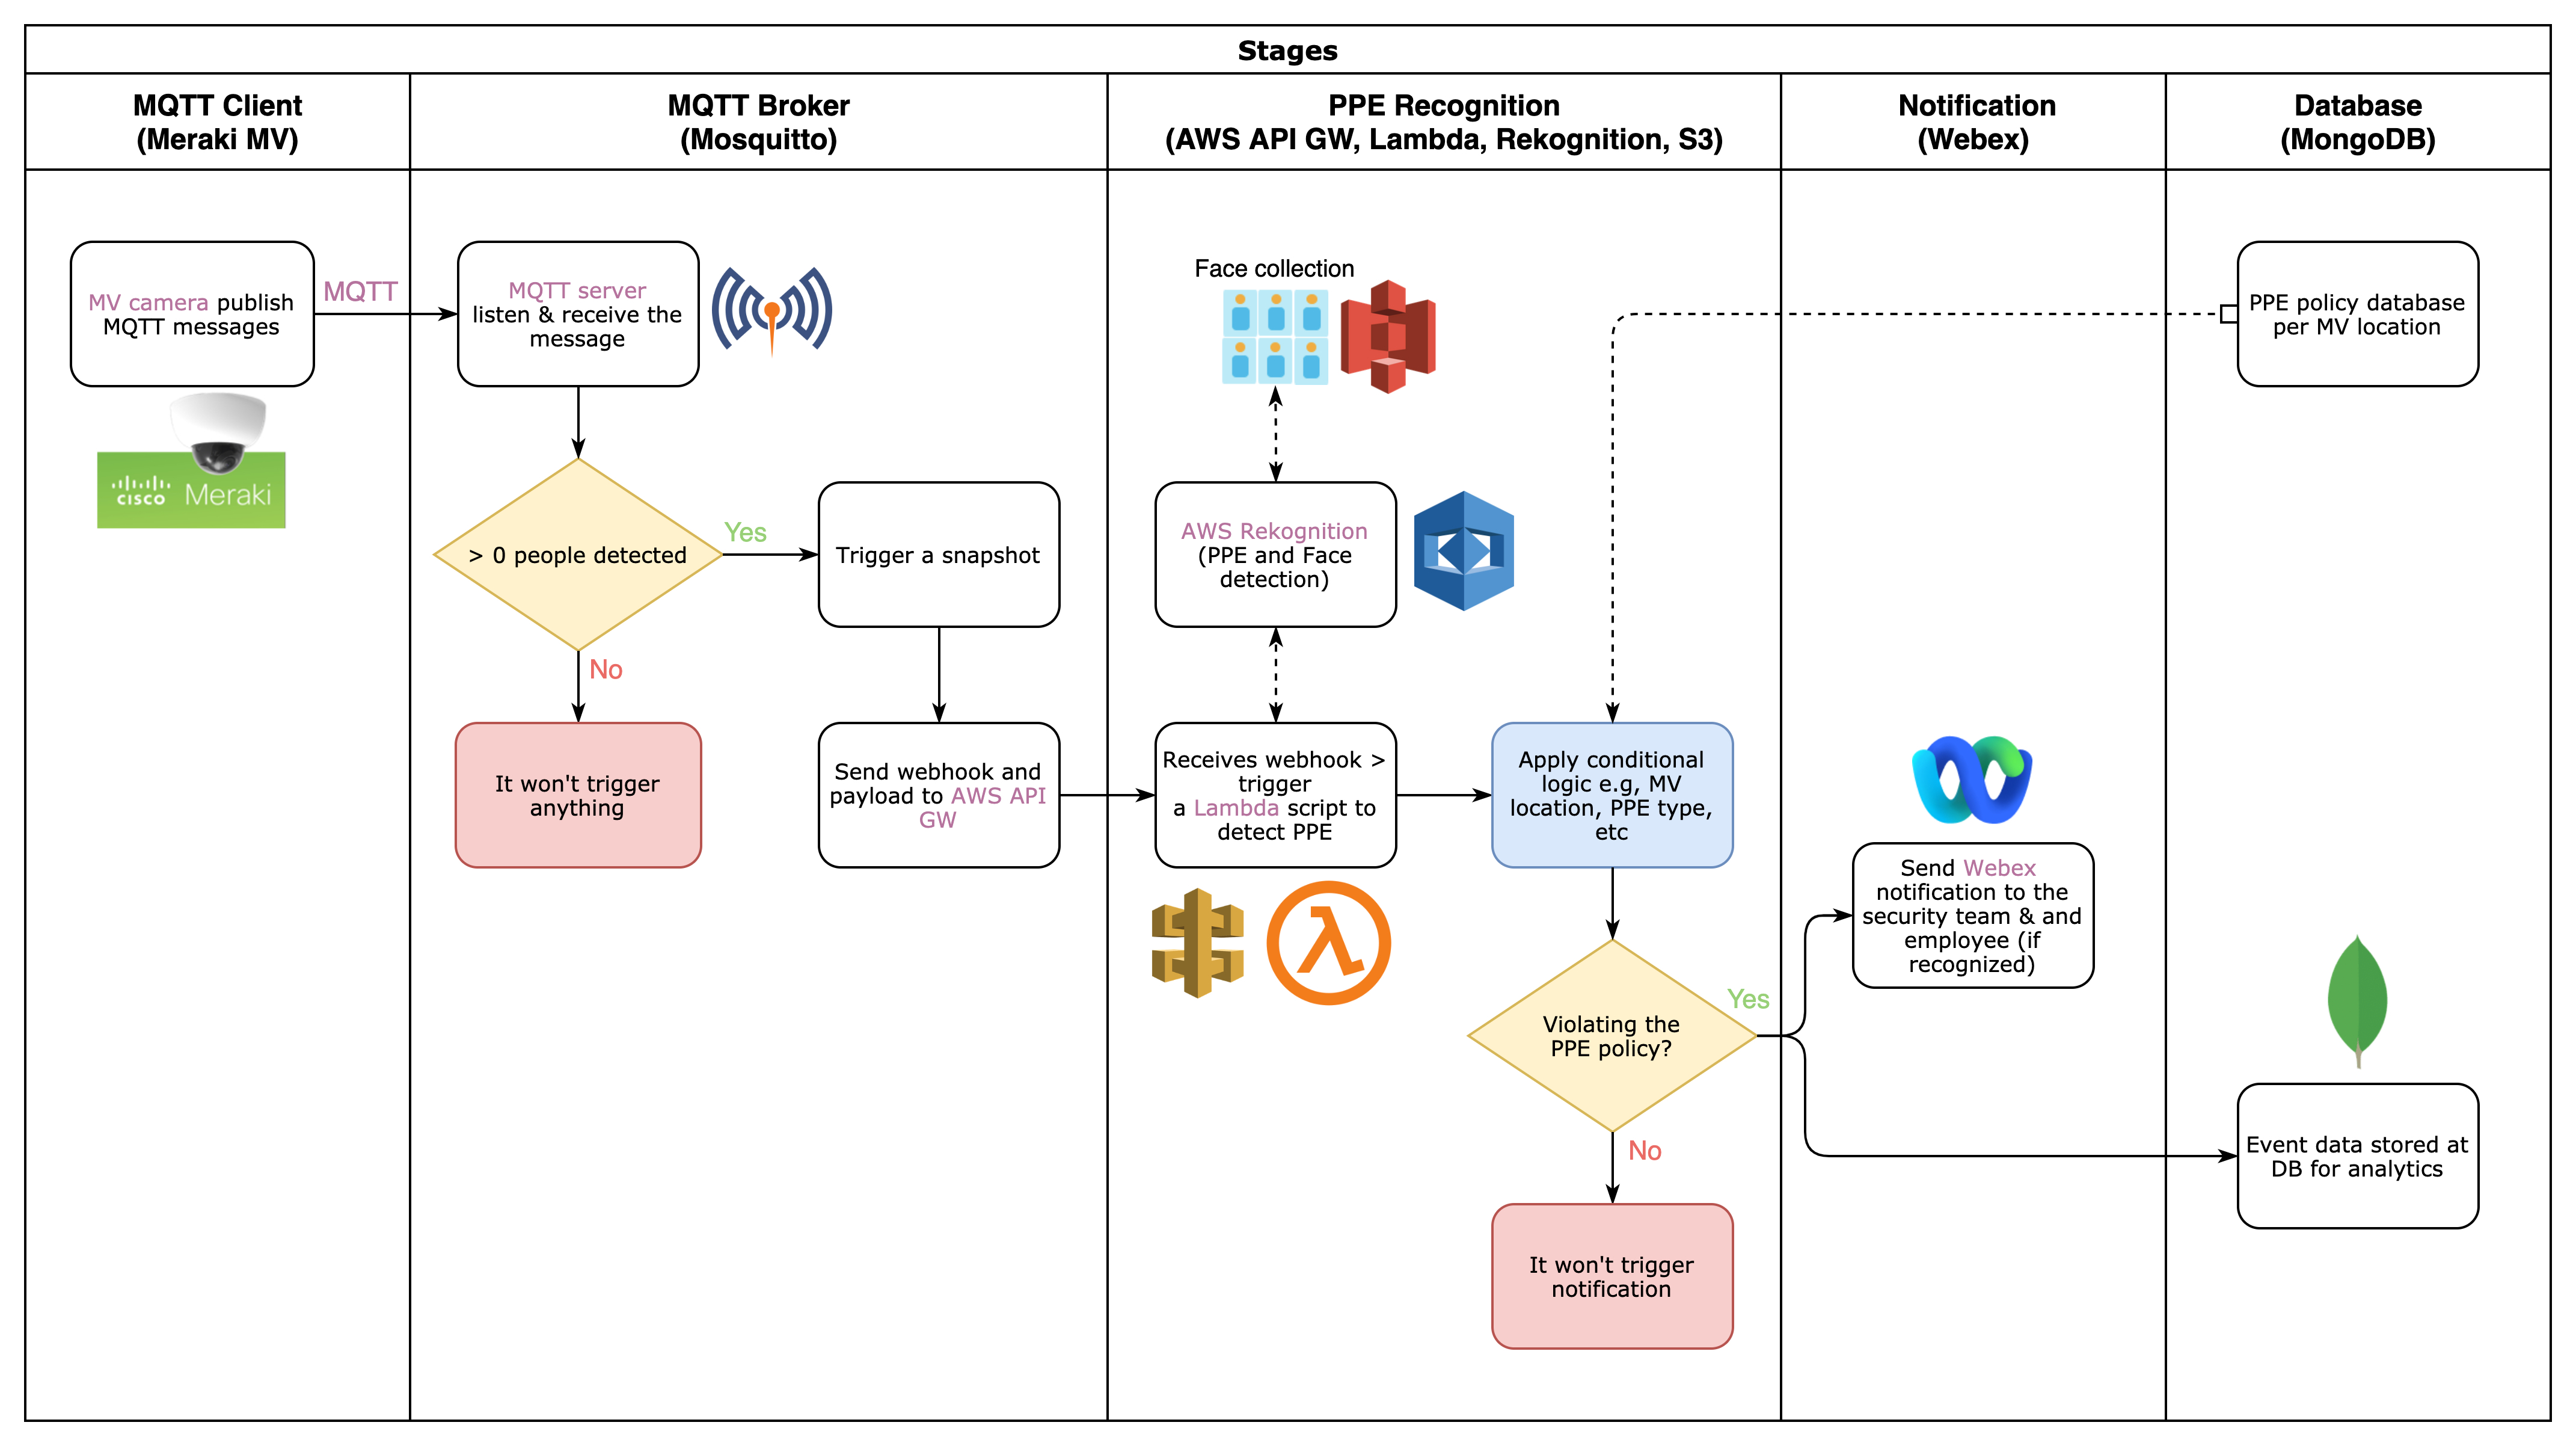 Stages
MQTT Client
(Meraki MV)
MQTT Broker
(Mosquitto)
PPE Recognition
(AWS API GW, Lambda, Rekognition, S3)
Notification
(Webex)
Database
(MongoDB)
MV camera publish
MQTT messages
MQTT
cisco Meraki
MQTT server
listen & receive the
message
> 0 people detected
Yes
No
It won't trigger
anything
Trigger a snapshot
Send webhook and
payload to AWS API
GW
Face collection
AWS Rekognition
(PPE and Face
detection)
Receives webhook >
trigger
a Lambda script to
detect PPE
Apply conditional
logic e.g, MV
location, PPE type,
etc
Violating the
PPE policy?
Yes
No
It won't trigger
notification
Send Webex
notification to the
security team & and
employee (if
recognized)
PPE policy database
per MV location
Event data stored at
DB for analytics